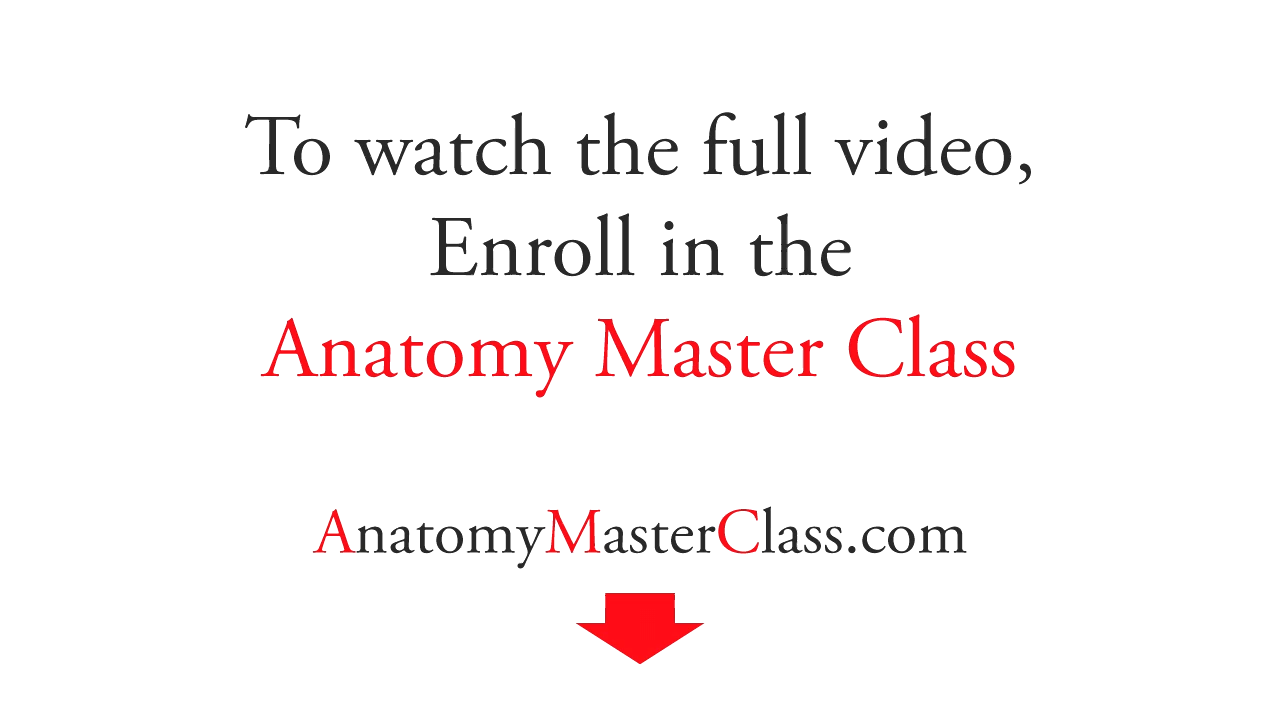 To watch the full video,
Enroll in the
Anatomy Master Class
AnatomyMasterClass.com